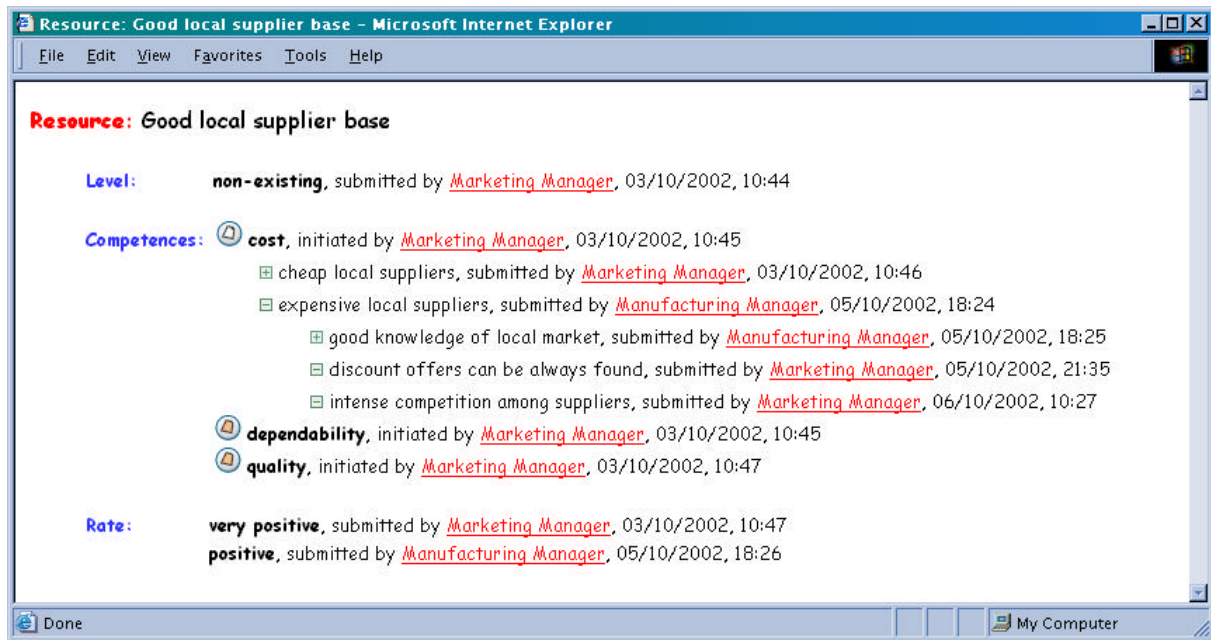 Resource: Good local supplier base - Microsoft Internet Explorer
File Edit View Favorites Tools Help
Resource: Good local supplier base
Level: non-existing, submitted by Marketing Manager, 03/10/2002, 10:44
Competences: cost, initiated by Marketing Manager, 03/10/2002, 10:45
cheap local suppliers, submitted by Marketing Manager, 03/10/2002, 10:46
expensive local suppliers, submitted by Manufacturing Manager, 05/10/2002, 18:24
good knowledge of local market, submitted by Manufacturing Manager, 05/10/2002, 18:25
discount offers can be always found, submitted by Marketing Manager, 05/10/2002, 21:35
intense competition among suppliers, submitted by Marketing Manager, 06/10/2002, 10:27
dependability, initiated by Marketing Manager, 03/10/2002, 10:45
quality, initiated by Marketing Manager, 03/10/2002, 10:47
Rate: very positive, submitted by Marketing Manager, 03/10/2002, 10:47
positive, submitted by Manufacturing Manager, 05/10/2002, 18:26
Done My Computer